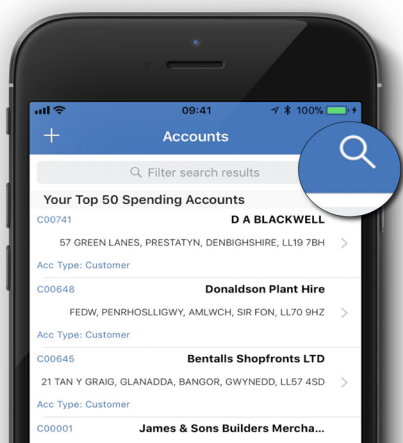 09:41
100%
Accounts
Filter search results
Your Top 50 Spending Accounts
C00741
D A BLACKWELL
57 GREEN LANES, PRESTATYN, DENBIGHSHIRE, LL19 7BH
Acc Type: Customer
C00648
Donaldson Plant Hire
FEDW, PENRHOSLLIGWY, AMLWCH, SIR FON, LL70 9HZ
Acc Type: Customer
C00645
Bentalls Shopfronts LTD
21 TAN Y GRAIG, GLANADDA, BANGOR, GWYNEDD, LL57 4SD
Acc Type: Customer
C00001
James & Sons Builders Mercha...